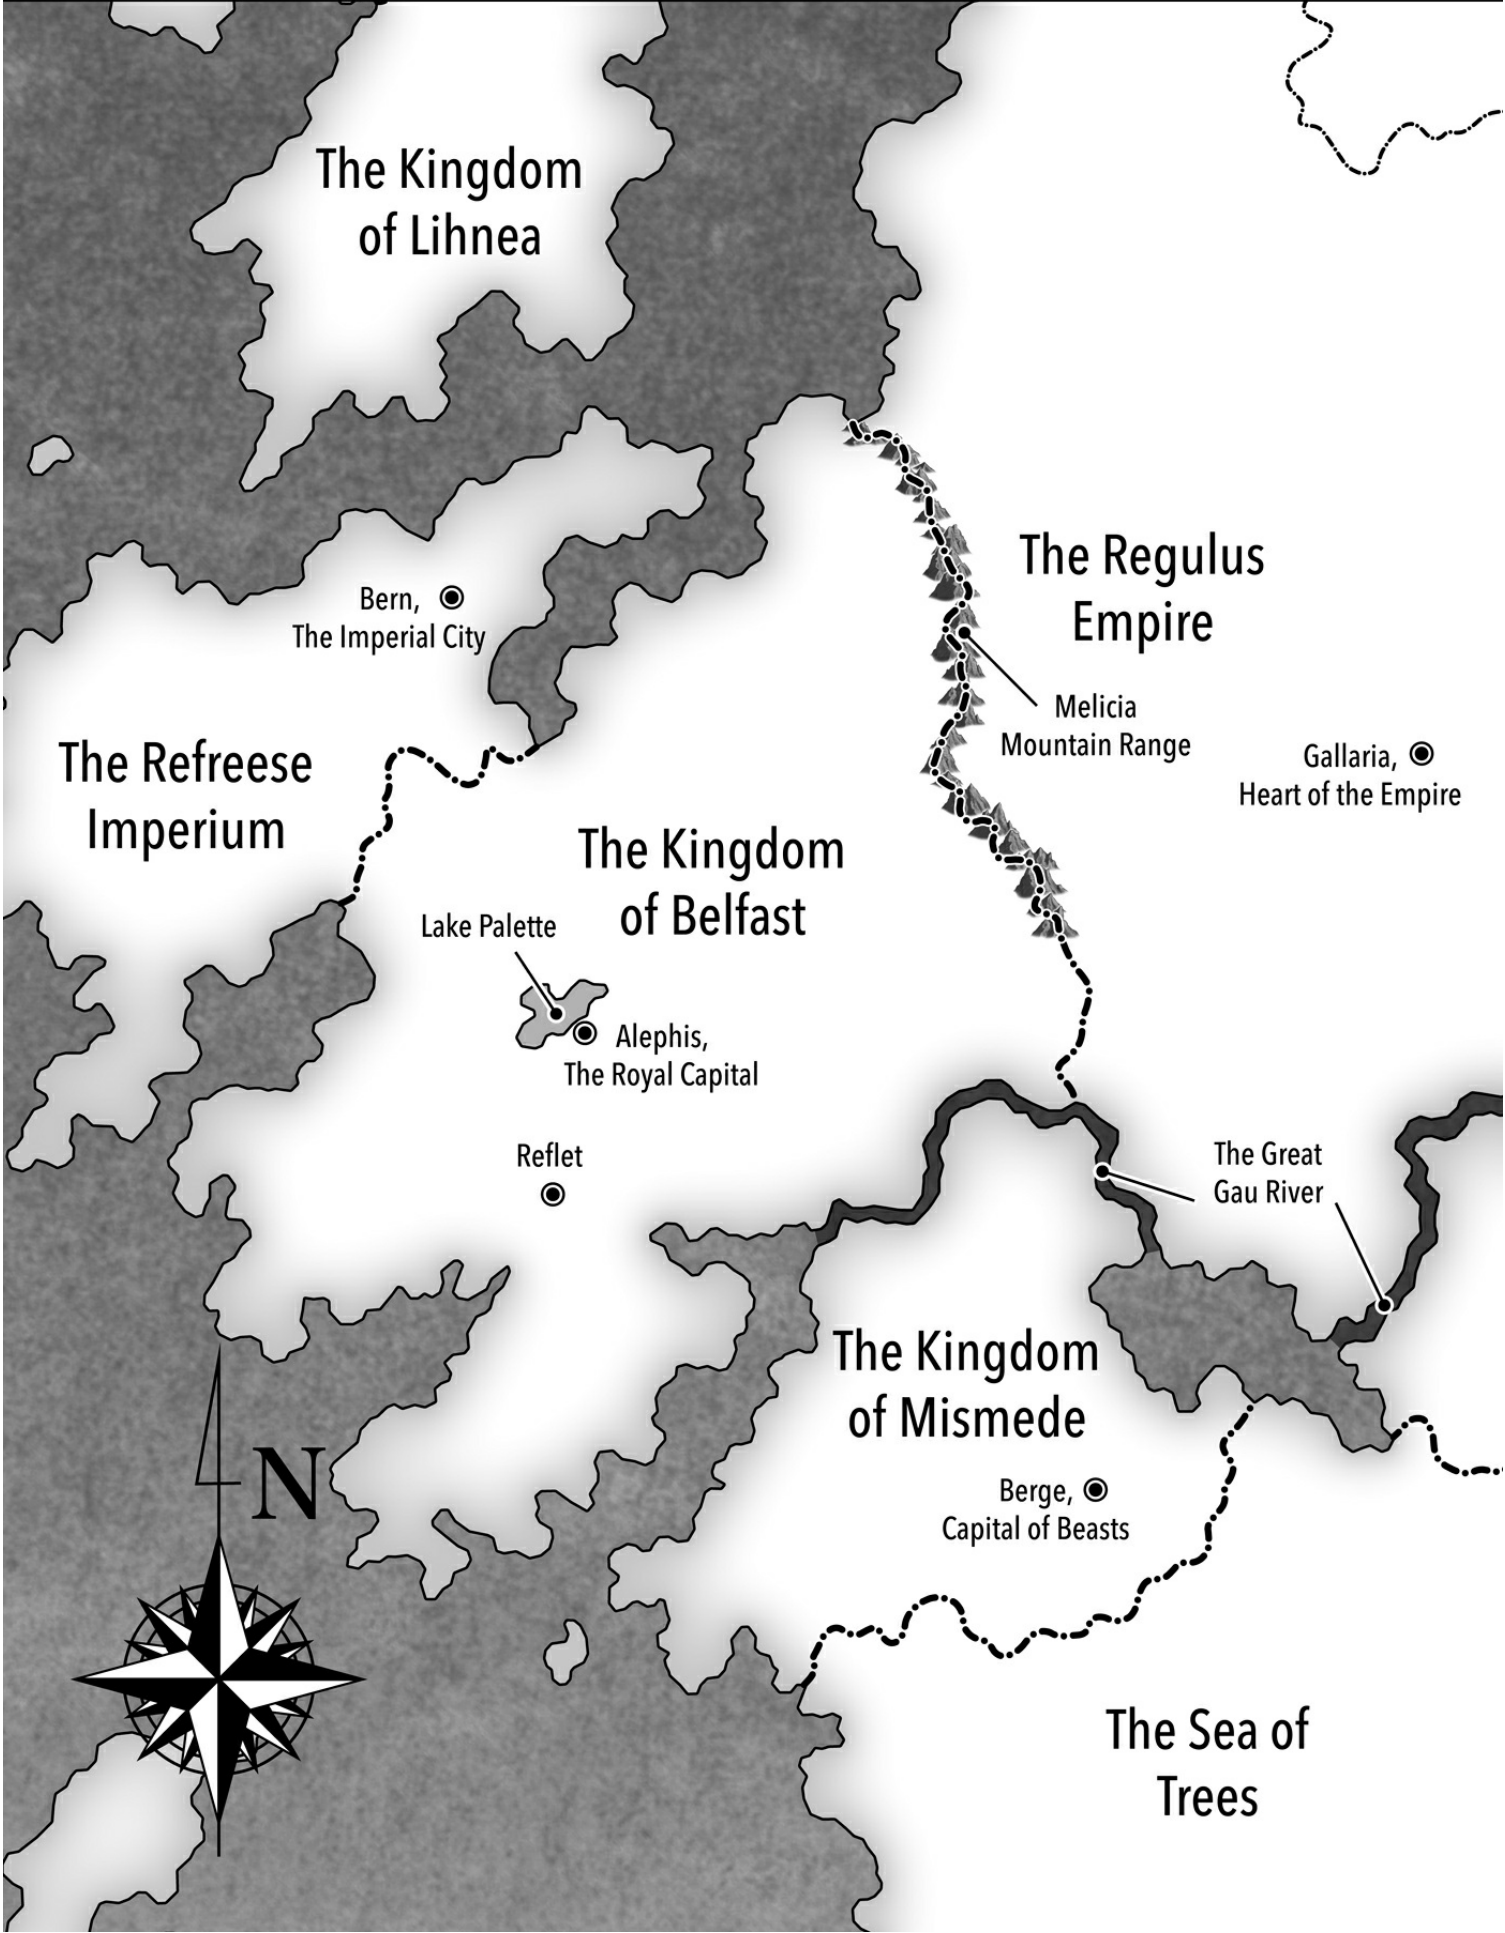 The Kingdom
of Lihnea
The Regulus
Empire
Bern,
The Imperial City
Melicia
Mountain Range
Gallaria,
Heart of the Empire
The Refreese
Imperium
The Kingdom
of Belfast
Lake Palette
Alephis,
The Royal Capital
Reflet
The Great
Gau River
The Kingdom
of Mismede
N
Berge,
Capital of Beasts
The Sea of
Trees